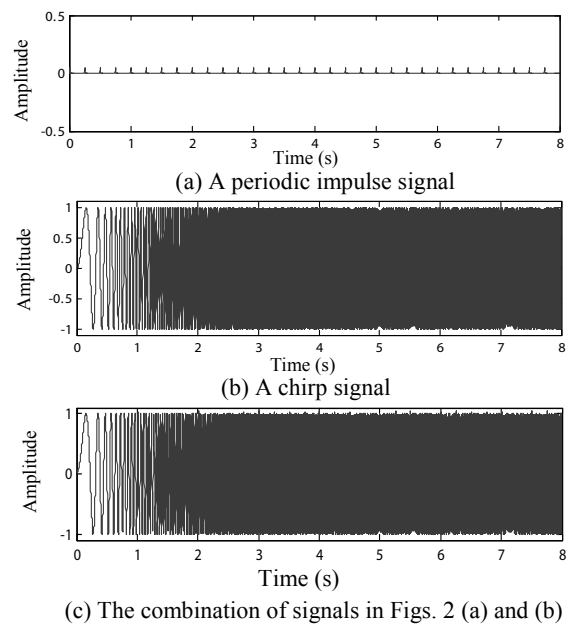 0.5
Amplitude
0
-0.5
0 1 2 3 4 5 6 7 8
Time (s)
(a) A periodic impulse signal
1
0.5
Amplitude
0
-0.5
-1
0 1 2 3 4 5 6 7 8
Time (s)
(b) A chirp signal
1
Amplitude
0
-1
0 1 2 3 4 5 6 7 8
Time (s)
(c) The combination of signals in Figs. 2 (a) and (b)